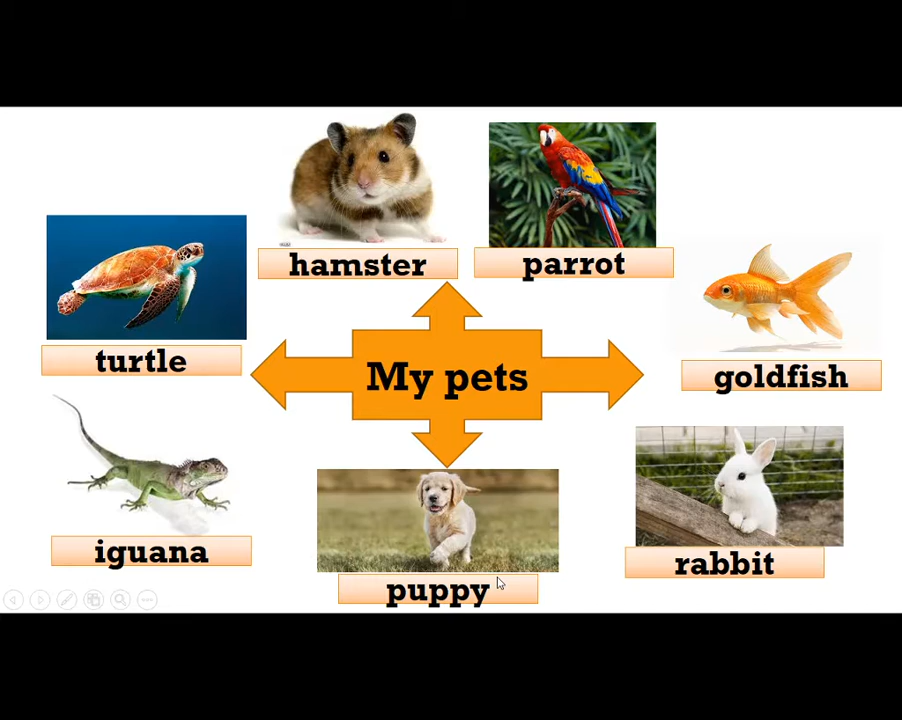 hamster
parrot
turtle
My pets
goldfish
iguana
puppy
rabbit